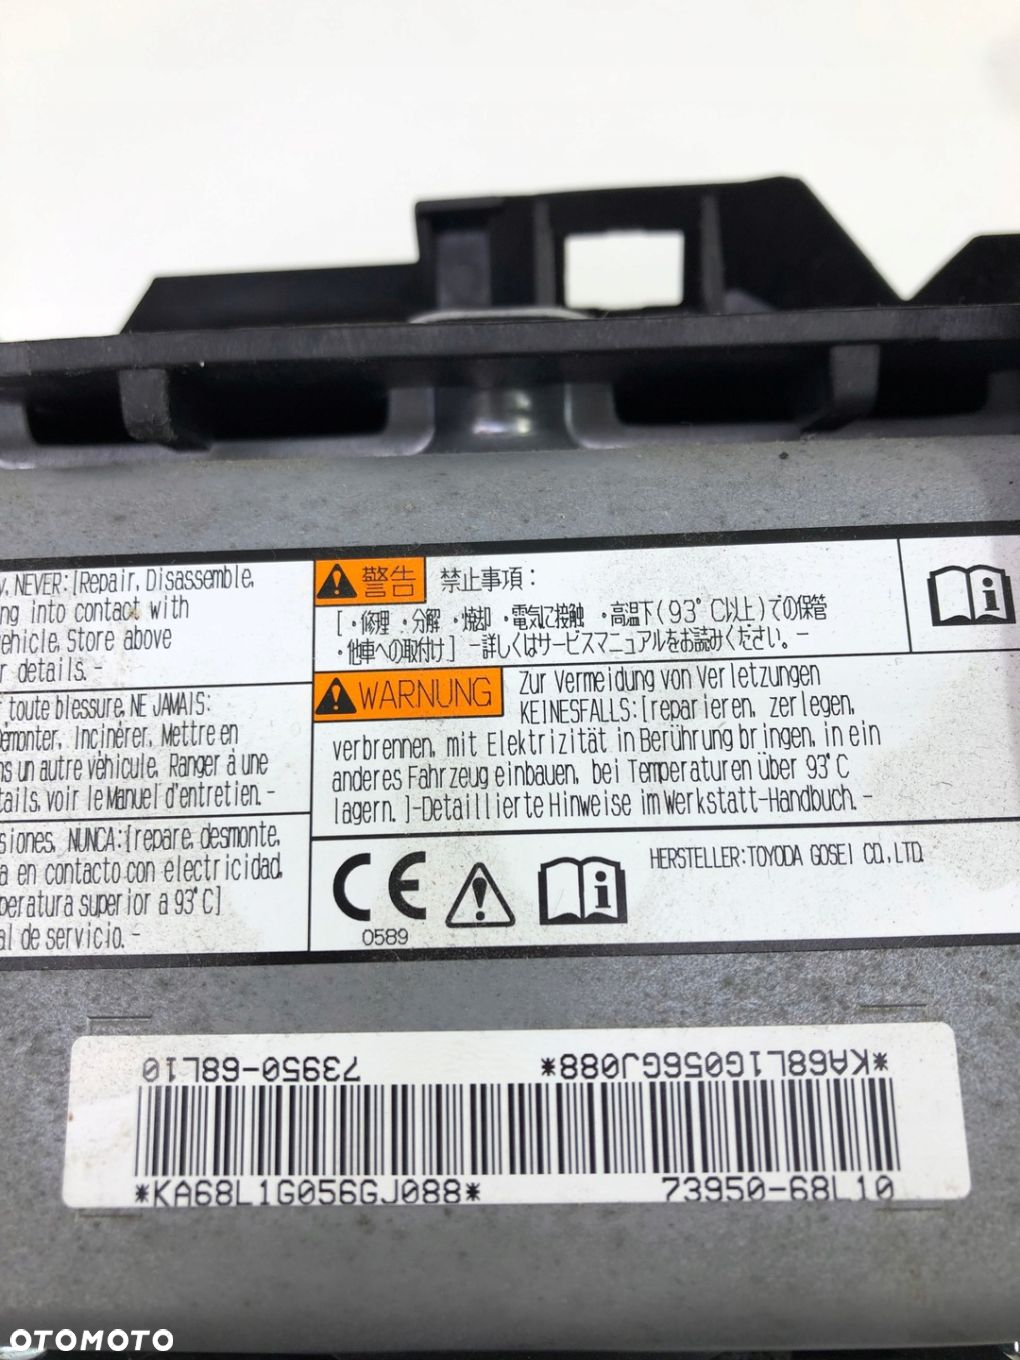 y, NEVER: [Repair, Disassemble,
ng into contact with
vehicle, Store above
r details. -
toute blessure, NE JAMAIS:
Démonter, Incinérer, Mettre en
ns un autre véhicule, Ranger à une
tails, voir le Manuel d'entretien. -
siones, NUNCA: [repare, desmonte,
a en contacto con electricidad,
peratura superior a 93°C]
al de servicio. -
警告 禁止事項：
[ ・修理 ・分解 ・焼却 ・電気に接触 ・高温下(93°C以上)での保管
・他車への取付け] -詳しくはサービスマニュアルをお読みください。-
WARNUNG Zur Vermeidung von Verletzungen
KEINESFALLS: [reparieren, zerlegen,
verbrennen, mit Elektrizität in Berührung bringen, in ein
anderes Fahrzeug einbauen, bei Temperaturen über 93°C
lagern. ]-Detaillierte Hinweise im Werkstatt-Handbuch. -
CE
0589
HERSTELLER: TOYODA GOSEI CO., LTD.
*KA68L1G056GJ088* 73950-68L10
*KA68L1G056GJ088* 73950-68L10
OTOMOTO